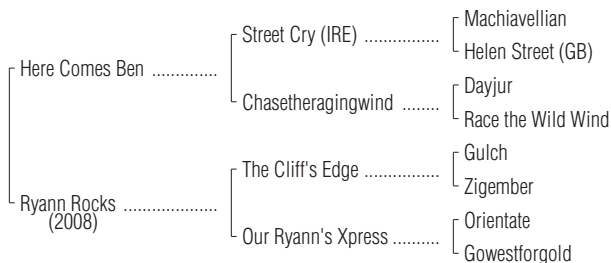 Machiavellian
Street Cry (IRE) .................
Helen Street (GB)
Here Comes Ben ..............
Dayjur
Chasetheragingwind ........
Race the Wild Wind
Gulch
The Cliff's Edge ................
Zigember
Ryann Rocks ....................
(2008)
Orientate
Our Ryann's Xpress ..........
Gowestforgold